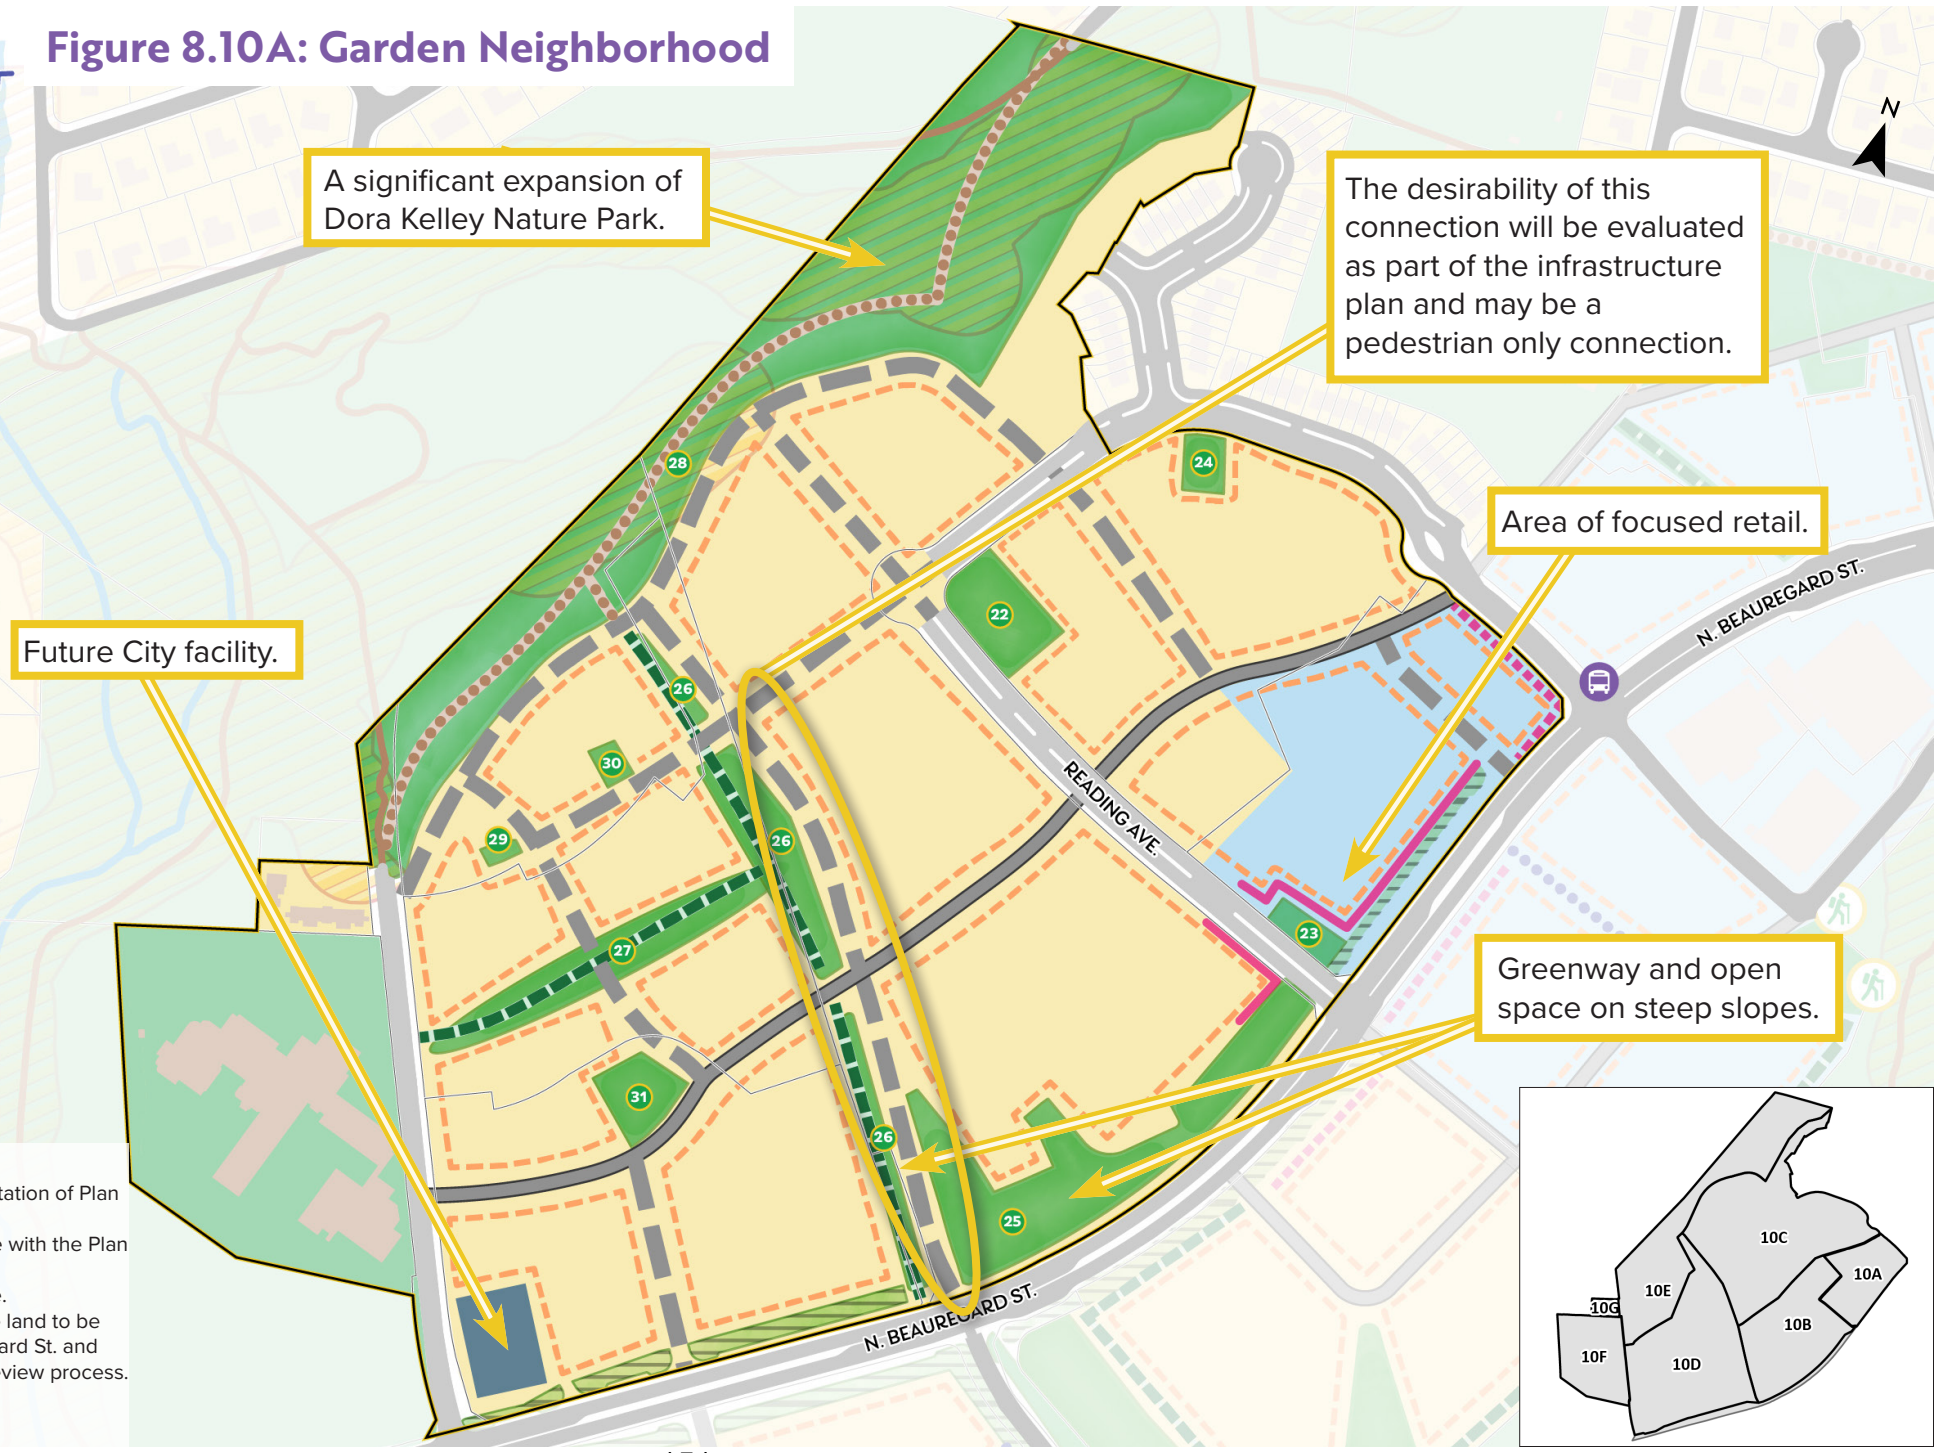 Figure 8.10A: Garden Neighborhood
N
A significant expansion of
Dora Kelley Nature Park.
The desirability of this
connection will be evaluated
as part of the infrastructure
plan and may be a
pedestrian only connection.
28
24
Area of focused retail.
N. BEAUREGARD ST.
22
Future City facility.
26
30
29
26
READING AVE.
27
23
Greenway and open
space on steep slopes.
31
26
25
N. BEAUREGARD ST.
tation of Plan
e with the Plan
e.
land to be
ard St. and
view process.
10C
10A
10E
10G
10B
10F
10D